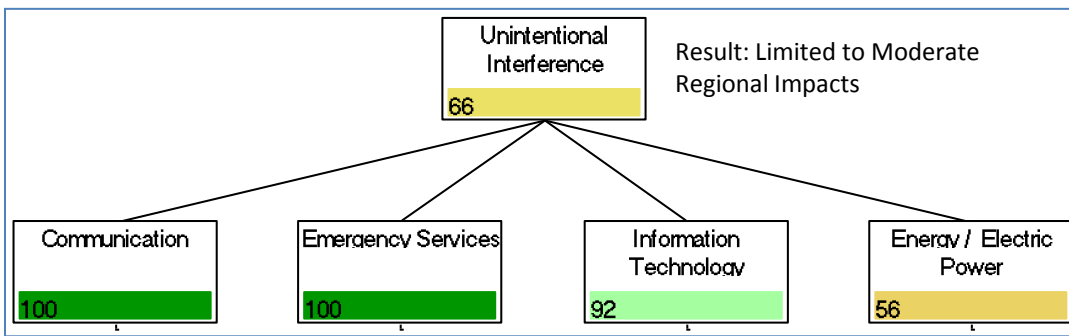 Unintentional
Interference
66
Result: Limited to Moderate
Regional Impacts
Communication
100
Emergency Services
100
Information
Technology
92
Energy / Electric
Power
56